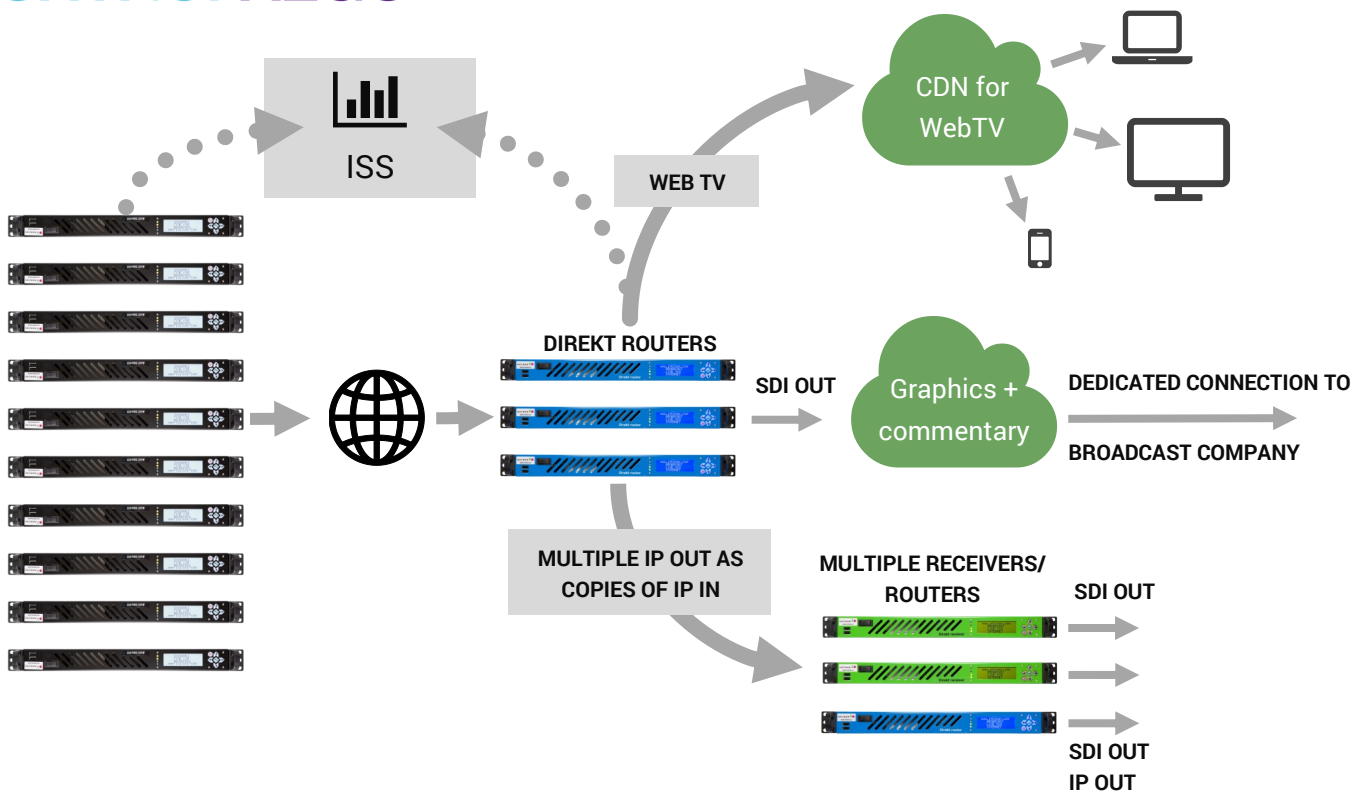 ISS
CDN for
WebTV
WEB TV
DIREKT ROUTERS
SDI OUT
Graphics +
commentary
DEDICATED CONNECTION TO
BROADCAST COMPANY
MULTIPLE IP OUT AS
COPIES OF IP IN
MULTIPLE RECEIVERS/
ROUTERS
SDI OUT
SDI OUT
IP OUT